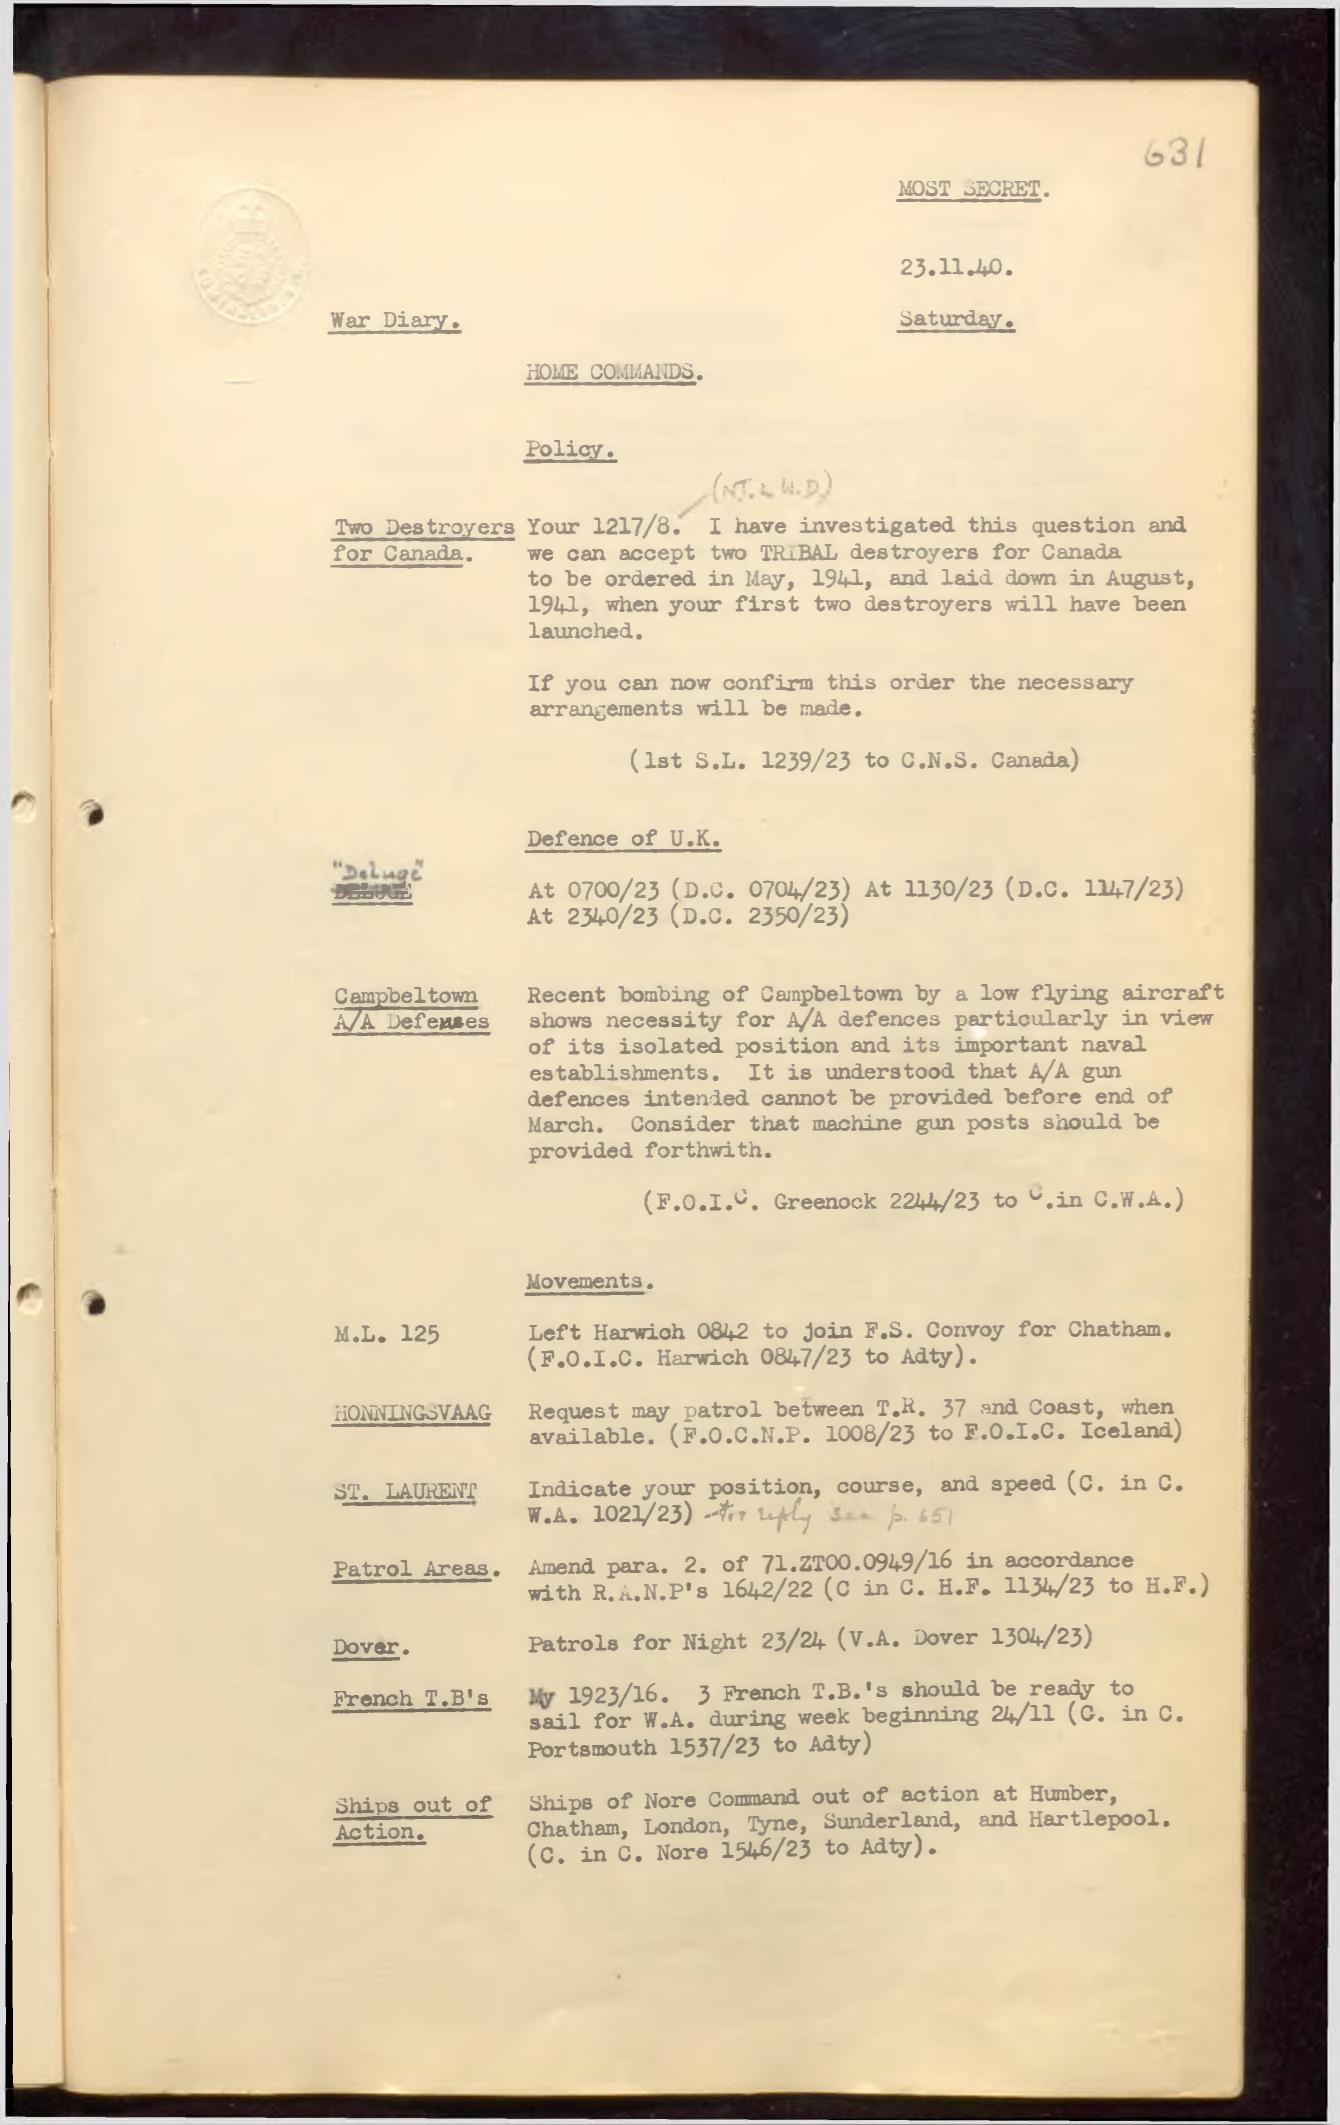 631
MOST SECRET.
23.11.40.
War Diary.
Saturday.
HOME COMMANDS.
Policy.
(NJ. in W.D.)
Two Destroyers
for Canada.
Your 1217/8. I have investigated this question and
we can accept two TRIBAL destroyers for Canada
to be ordered in May, 1941, and laid down in August,
1941, when your first two destroyers will have been
launched.
If you can now confirm this order the necessary
arrangements will be made.
(1st S.L. 1239/23 to C.N.S. Canada)
Defence of U.K.
"Deluge"
At 0700/23 (D.C. 0704/23) At 1130/23 (D.C. 1147/23)
At 2340/23 (D.C. 2350/23)
Campbeltown
A/A Defenses
Recent bombing of Campbeltown by a low flying aircraft
shows necessity for A/A defences particularly in view
of its isolated position and its important naval
establishments. It is understood that A/A gun
defences intended cannot be provided before end of
March. Consider that machine gun posts should be
provided forthwith.
(F.O.I.C. Greenock 2244/23 to C.in C.W.A.)
Movements.
M.L. 125
Left Harwich 0842 to join F.S. Convoy for Chatham.
(F.O.I.C. Harwich 0847/23 to Adty).
HONNINGSVAAG
Request may patrol between T.R. 37 and Coast, when
available. (F.O.C.N.P. 1008/23 to F.O.I.C. Iceland)
ST. LAURENT
Indicate your position, course, and speed (C. in C.
W.A. 1021/23) - For reply see p. 651
Patrol Areas.
Amend para. 2. of 71.ZTOO.0949/16 in accordance
with R.A.N.P's 1642/22 (C in C. H.F. 1134/23 to H.F.)
Dover.
Patrols for Night 23/24 (V.A. Dover 1304/23)
French T.B's
My 1923/16. 3 French T.B.'s should be ready to
sail for W.A. during week beginning 24/11 (C. in C.
Portsmouth 1537/23 to Adty)
Ships out of
Action.
Ships of Nore Command out of action at Humber,
Chatham, London, Tyne, Sunderland, and Hartlepool.
(C. in C. Nore 1546/23 to Adty).